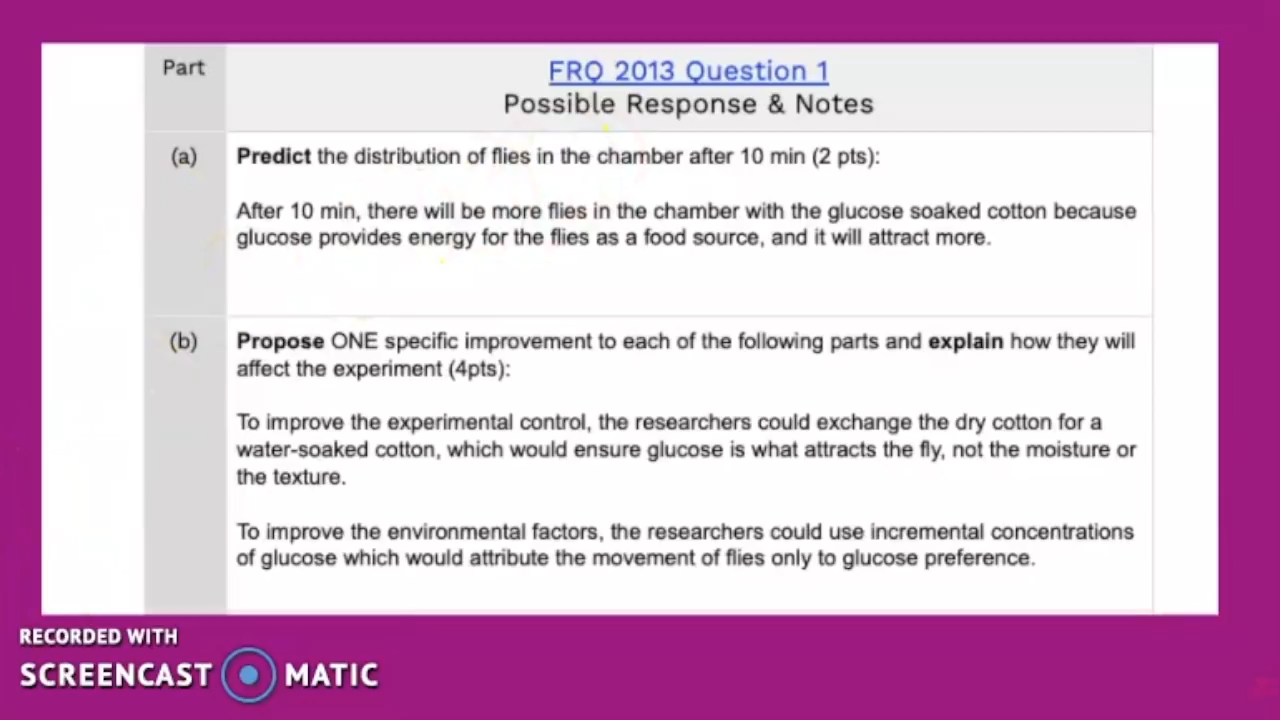 Part
FRQ 2013 Question 1
Possible Response & Notes
(a)
Predict the distribution of flies in the chamber after 10 min (2 pts):
After 10 min, there will be more flies in the chamber with the glucose soaked cotton because
glucose provides energy for the flies as a food source, and it will attract more.
(b)
Propose ONE specific improvement to each of the following parts and explain how they will
affect the experiment (4pts):
To improve the experimental control, the researchers could exchange the dry cotton for a
water-soaked cotton, which would ensure glucose is what attracts the fly, not the moisture or
the texture.
To improve the environmental factors, the researchers could use incremental concentrations
of glucose which would attribute the movement of flies only to glucose preference.
RECORDED WITH
SCREENCAST MATIC